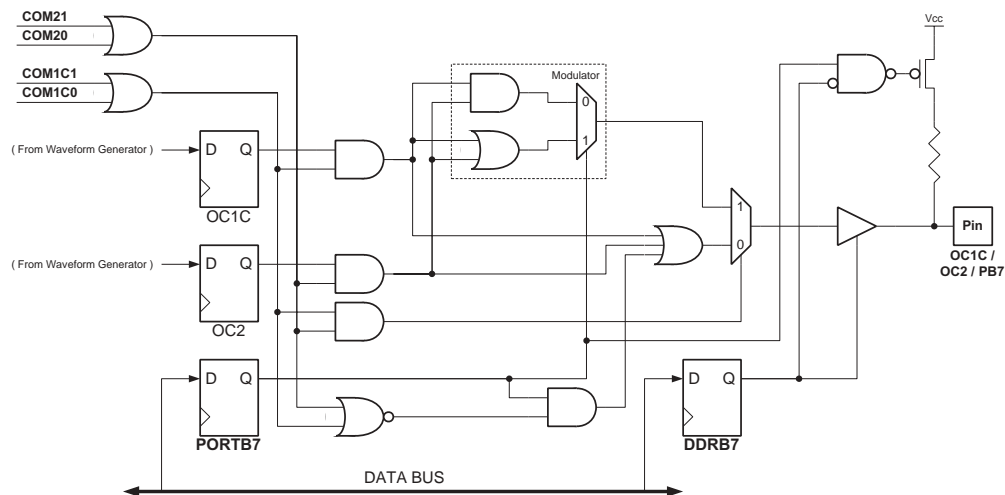 COM21
COM20
COM1C1
COM1C0
Vcc
Modulator
0
1
( From Waveform Generator )
D Q
OC1C
1
0
Pin
OC1C /
OC2 / PB7
( From Waveform Generator )
D Q
OC2
D Q
PORTB7
D Q
DDRB7
DATA BUS